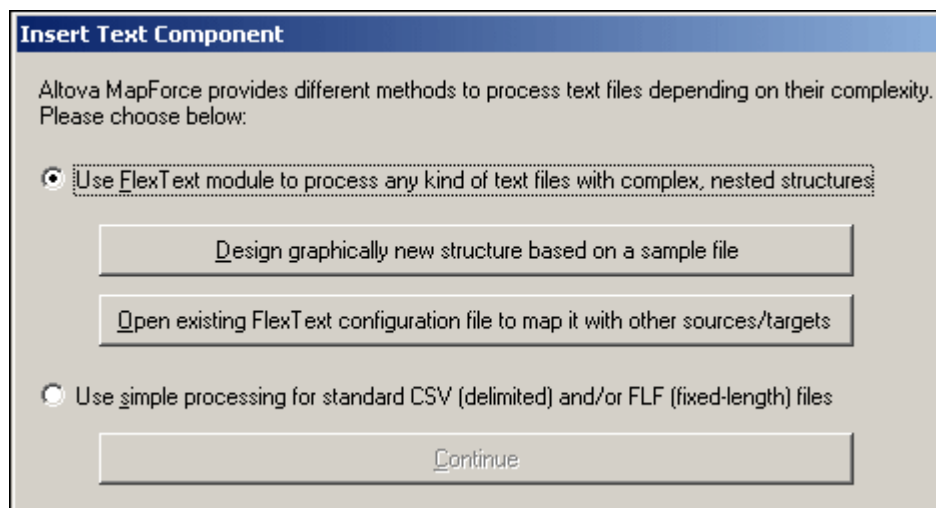 Insert Text Component
Altova MapForce provides different methods to process text files depending on their complexity.
Please choose below:
Use FlexText module to process any kind of text files with complex, nested structures
Design graphically new structure based on a sample file
Open existing FlexText configuration file to map it with other sources/targets
Use simple processing for standard CSV (delimited) and/or FLF (fixed-length) files
Continue